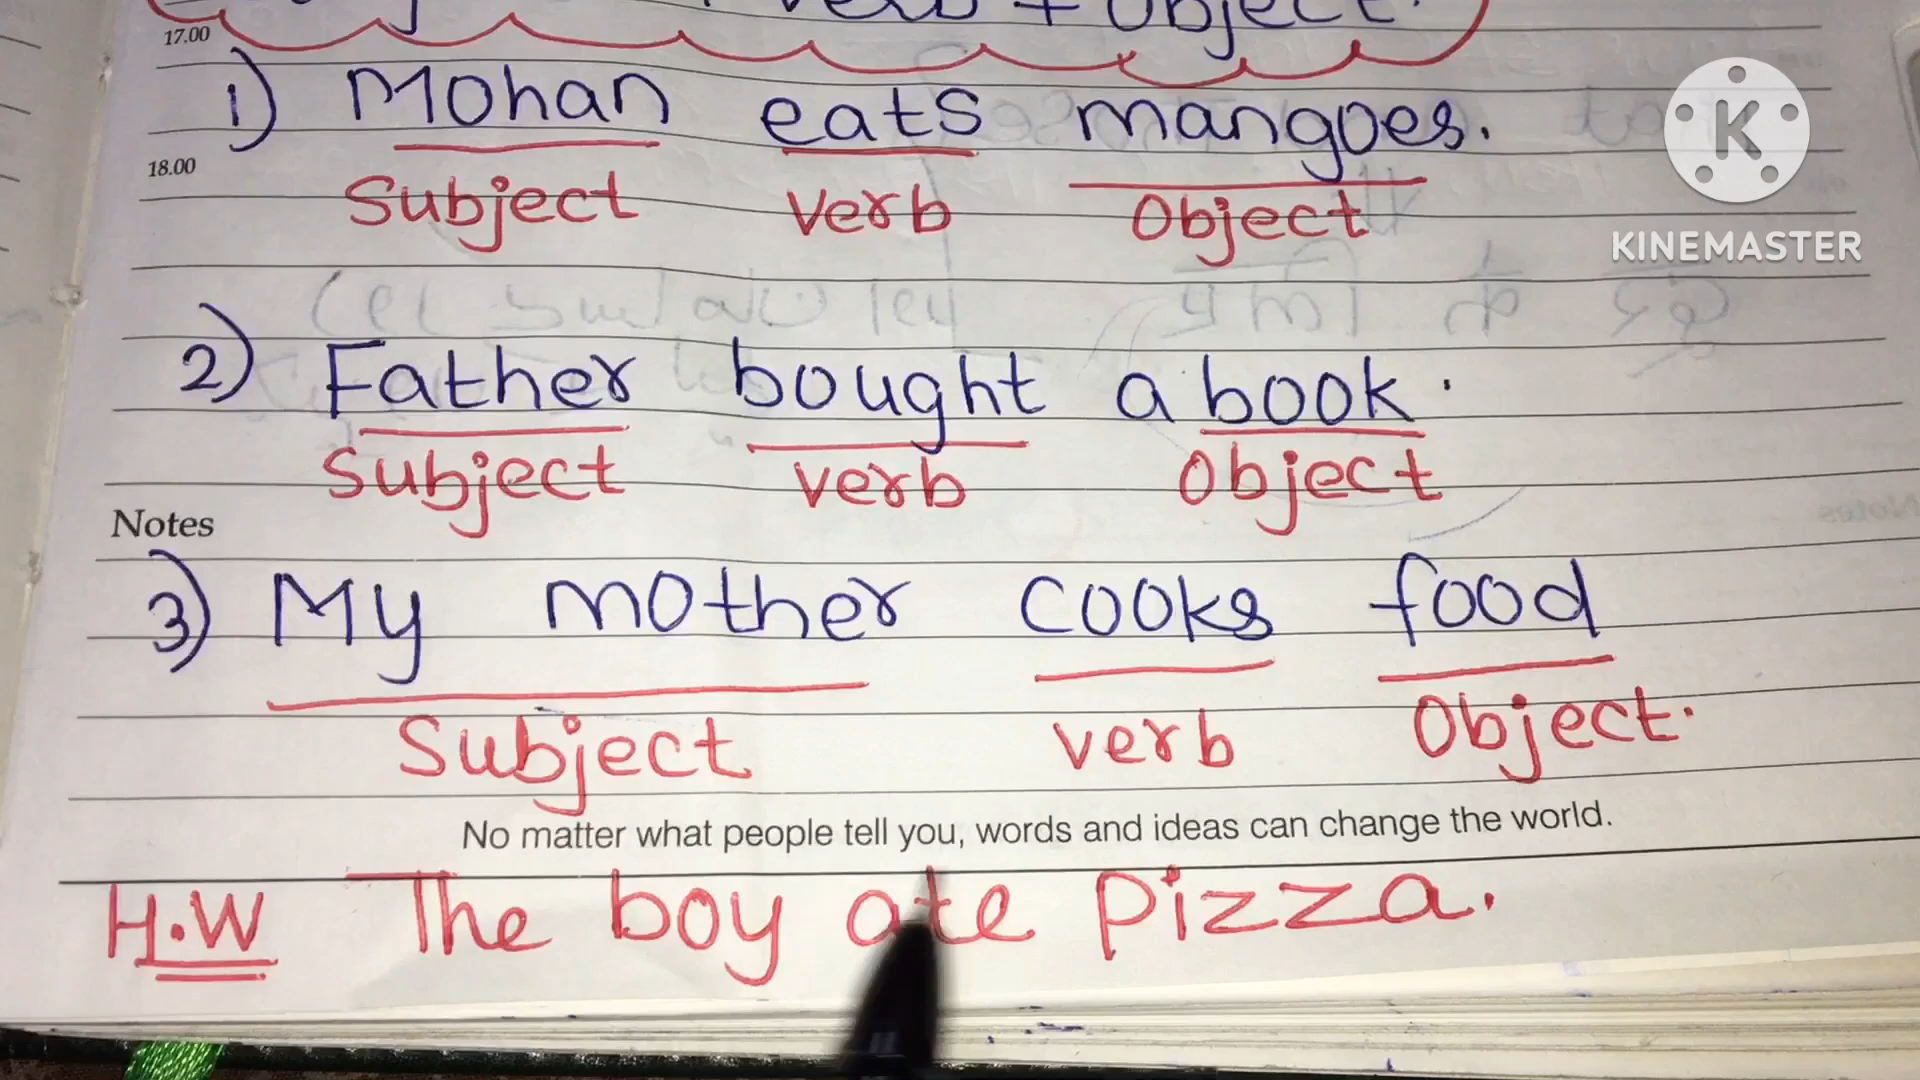 verb + Object.
17.00
1) Mohan eats mangoes.
18.00
Subject verb Object
2) Father bought a book.
Subject verb Object
Notes
3) My mother cooks food
Subject verb Object.
No matter what people tell you, words and ideas can change the world.
H.W The boy ate pizza.
K
KINEMASTER